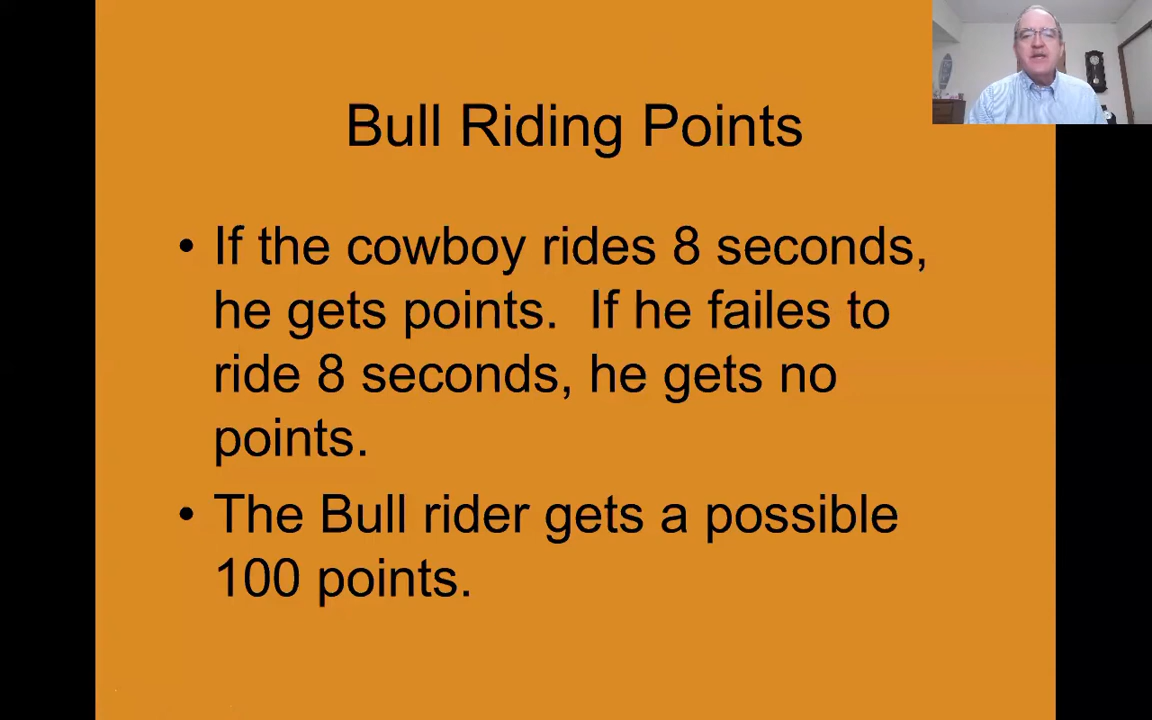 Bull Riding Points
• If the cowboy rides 8 seconds,
he gets points.  If he failes to
ride 8 seconds, he gets no
points.
• The Bull rider gets a possible
100 points.